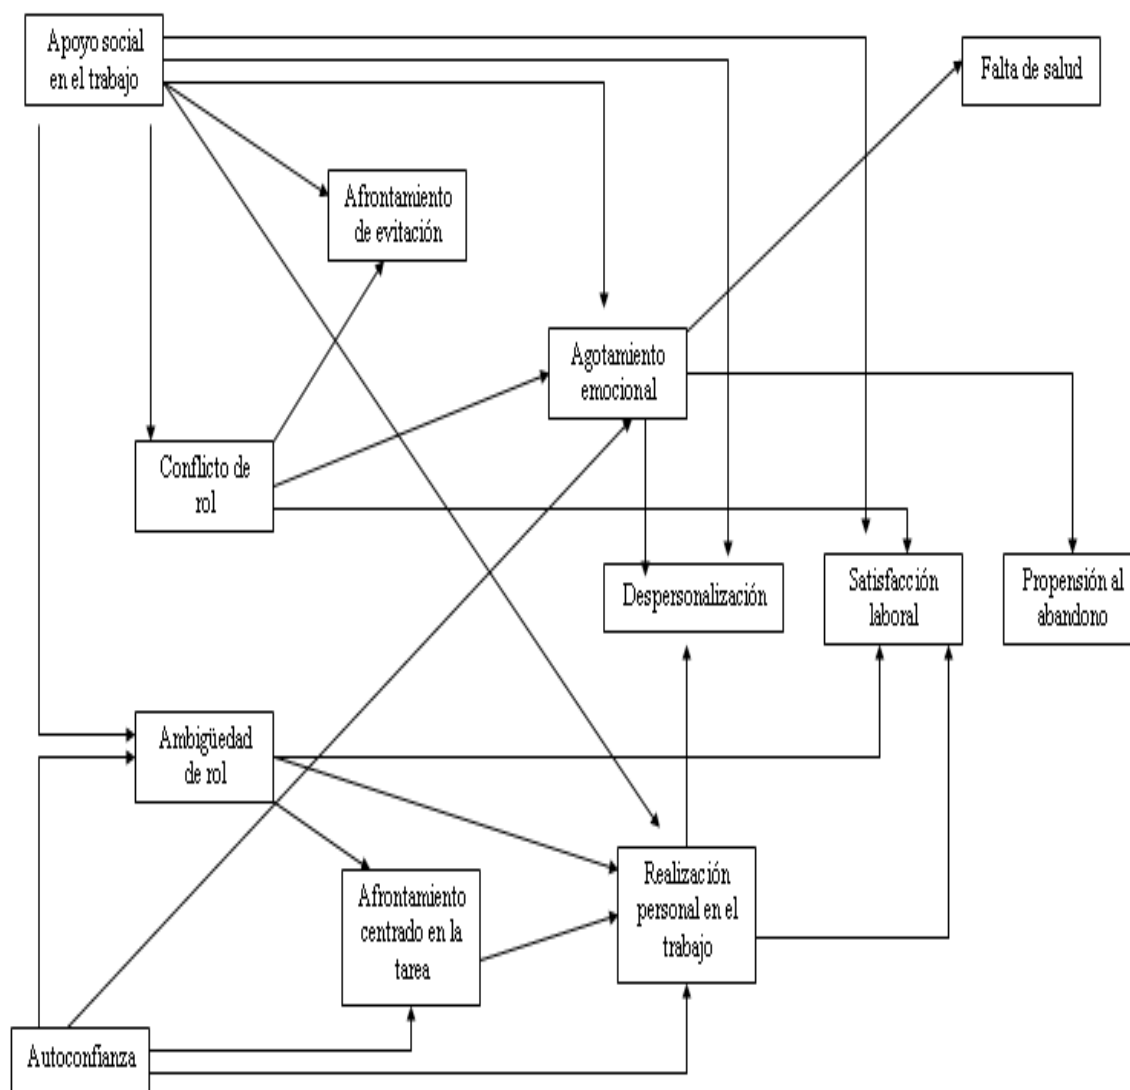 Apoyo social
en el trabajo
Falta de salud
Afrontamiento
de evitación
Agotamiento
emocional
Conflicto de
rol
Despersonalización
Satisfacción
laboral
Propensión al
abandono
Ambigüedad
de rol
Afrontamiento
centrado en la
tarea
Realización
personal en el
trabajo
Autoconfianza